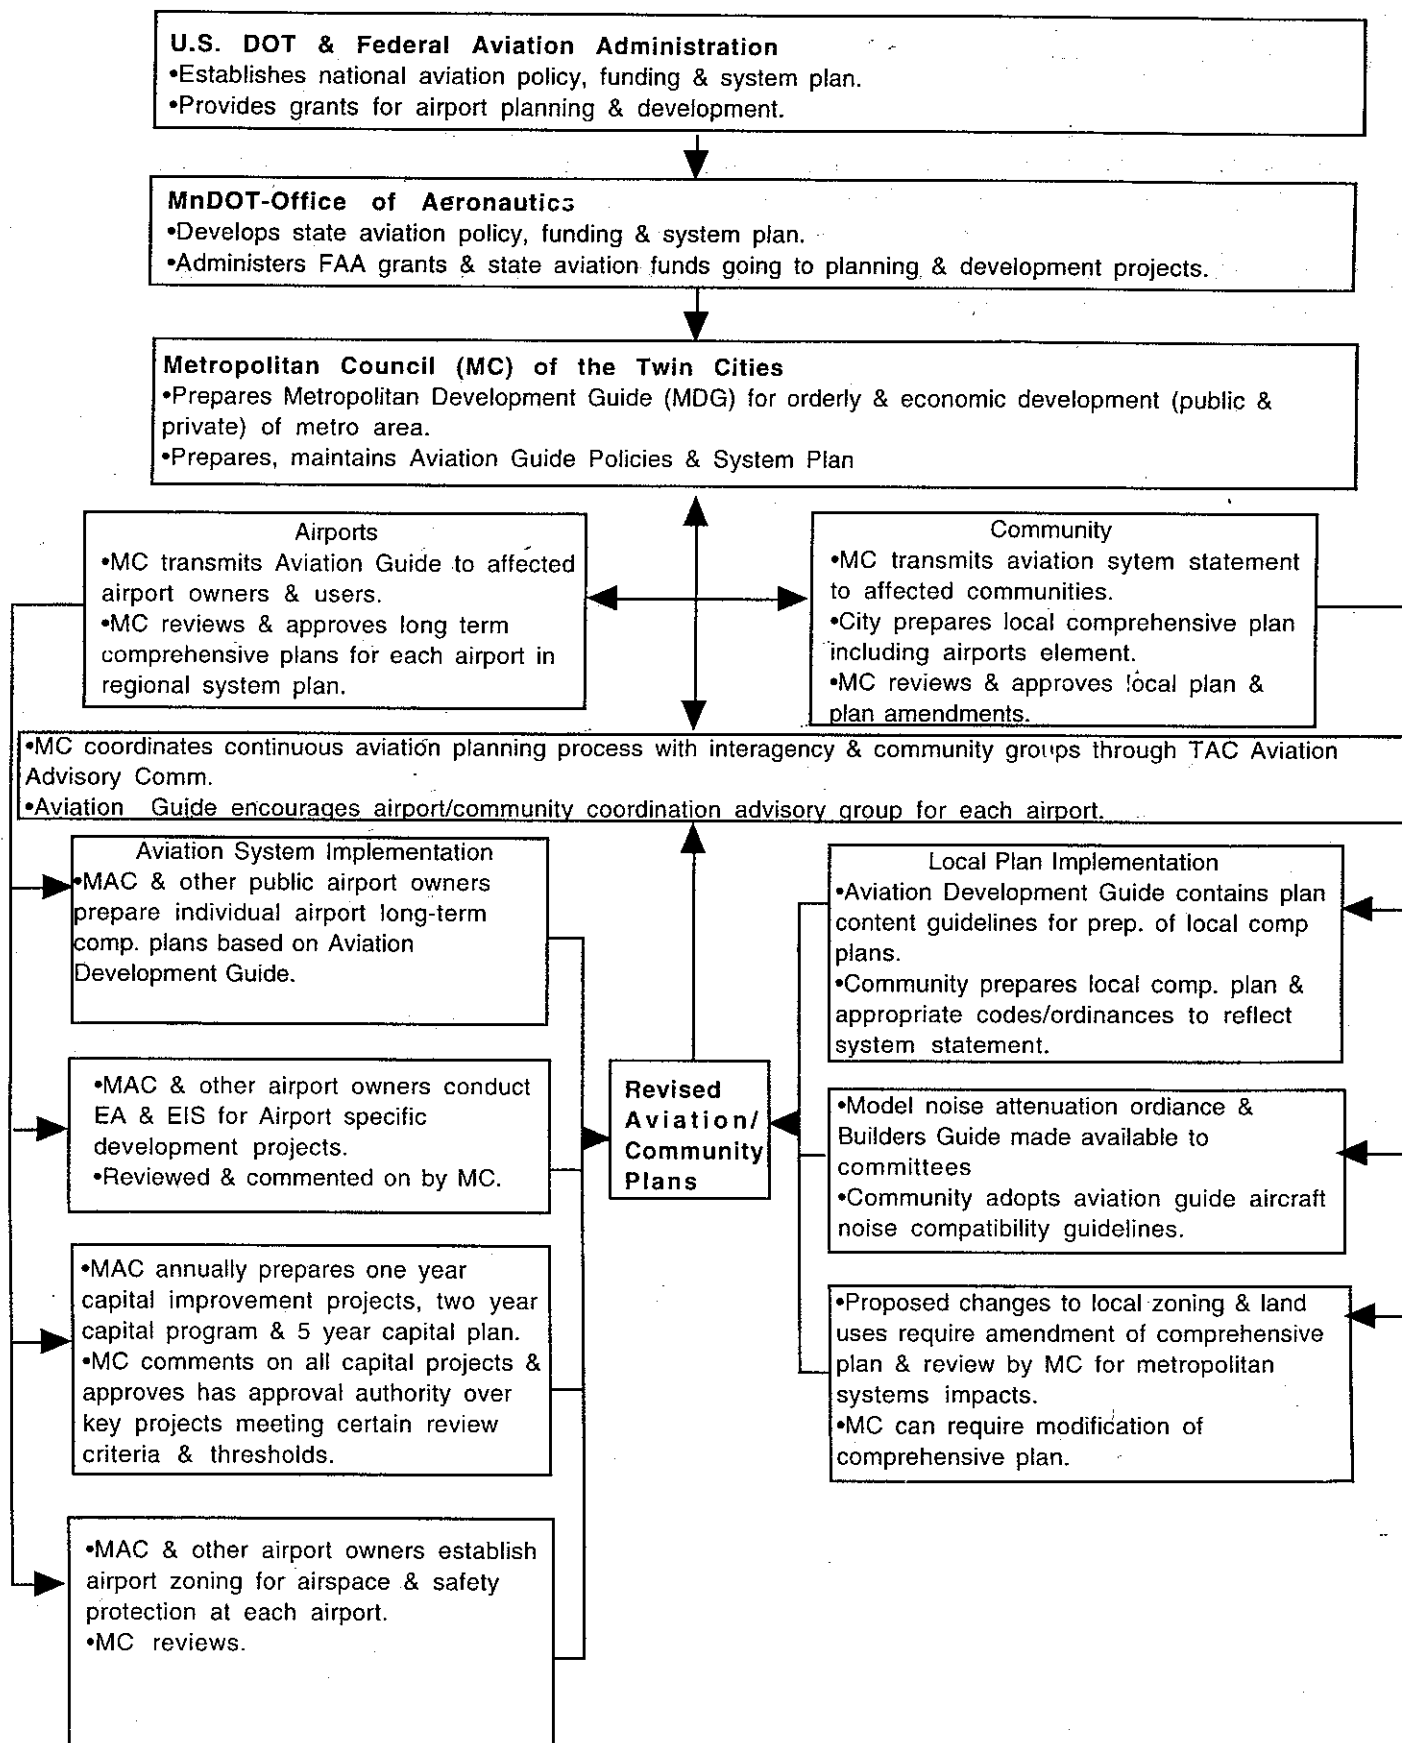 U.S. DOT & Federal Aviation Administration
•Establishes national aviation policy, funding & system plan.
•Provides grants for airport planning & development.
MnDOT-Office of Aeronautics
•Develops state aviation policy, funding & system plan.
•Administers FAA grants & state aviation funds going to planning & development projects.
Metropolitan Council (MC) of the Twin Cities
•Prepares Metropolitan Development Guide (MDG) for orderly & economic development (public &
private) of metro area.
•Prepares, maintains Aviation Guide Policies & System Plan
Airports
•MC transmits Aviation Guide to affected
airport owners & users.
•MC reviews & approves long term
comprehensive plans for each airport in
regional system plan.
Community
•MC transmits aviation sytem statement
to affected communities.
•City prepares local comprehensive plan
including airports element.
•MC reviews & approves local plan &
plan amendments.
•MC coordinates continuous aviation planning process with interagency & community groups through TAC Aviation
Advisory Comm.
•Aviation Guide encourages airport/community coordination advisory group for each airport.
Aviation System Implementation
•MAC & other public airport owners
prepare individual airport long-term
comp. plans based on Aviation
Development Guide.
•MAC & other airport owners conduct
EA & EIS for Airport specific
development projects.
•Reviewed & commented on by MC.
•MAC annually prepares one year
capital improvement projects, two year
capital program & 5 year capital plan.
•MC comments on all capital projects &
approves has approval authority over
key projects meeting certain review
criteria & thresholds.
•MAC & other airport owners establish
airport zoning for airspace & safety
protection at each airport.
•MC reviews.
Revised
Aviation/
Community
Plans
Local Plan Implementation
•Aviation Development Guide contains plan
content guidelines for prep. of local comp
plans.
•Community prepares local comp. plan &
appropriate codes/ordinances to reflect
system statement.
•Model noise attenuation ordiance &
Builders Guide made available to
committees
•Community adopts aviation guide aircraft
noise compatibility guidelines.
•Proposed changes to local zoning & land
uses require amendment of comprehensive
plan & review by MC for metropolitan
systems impacts.
•MC can require modification of
comprehensive plan.